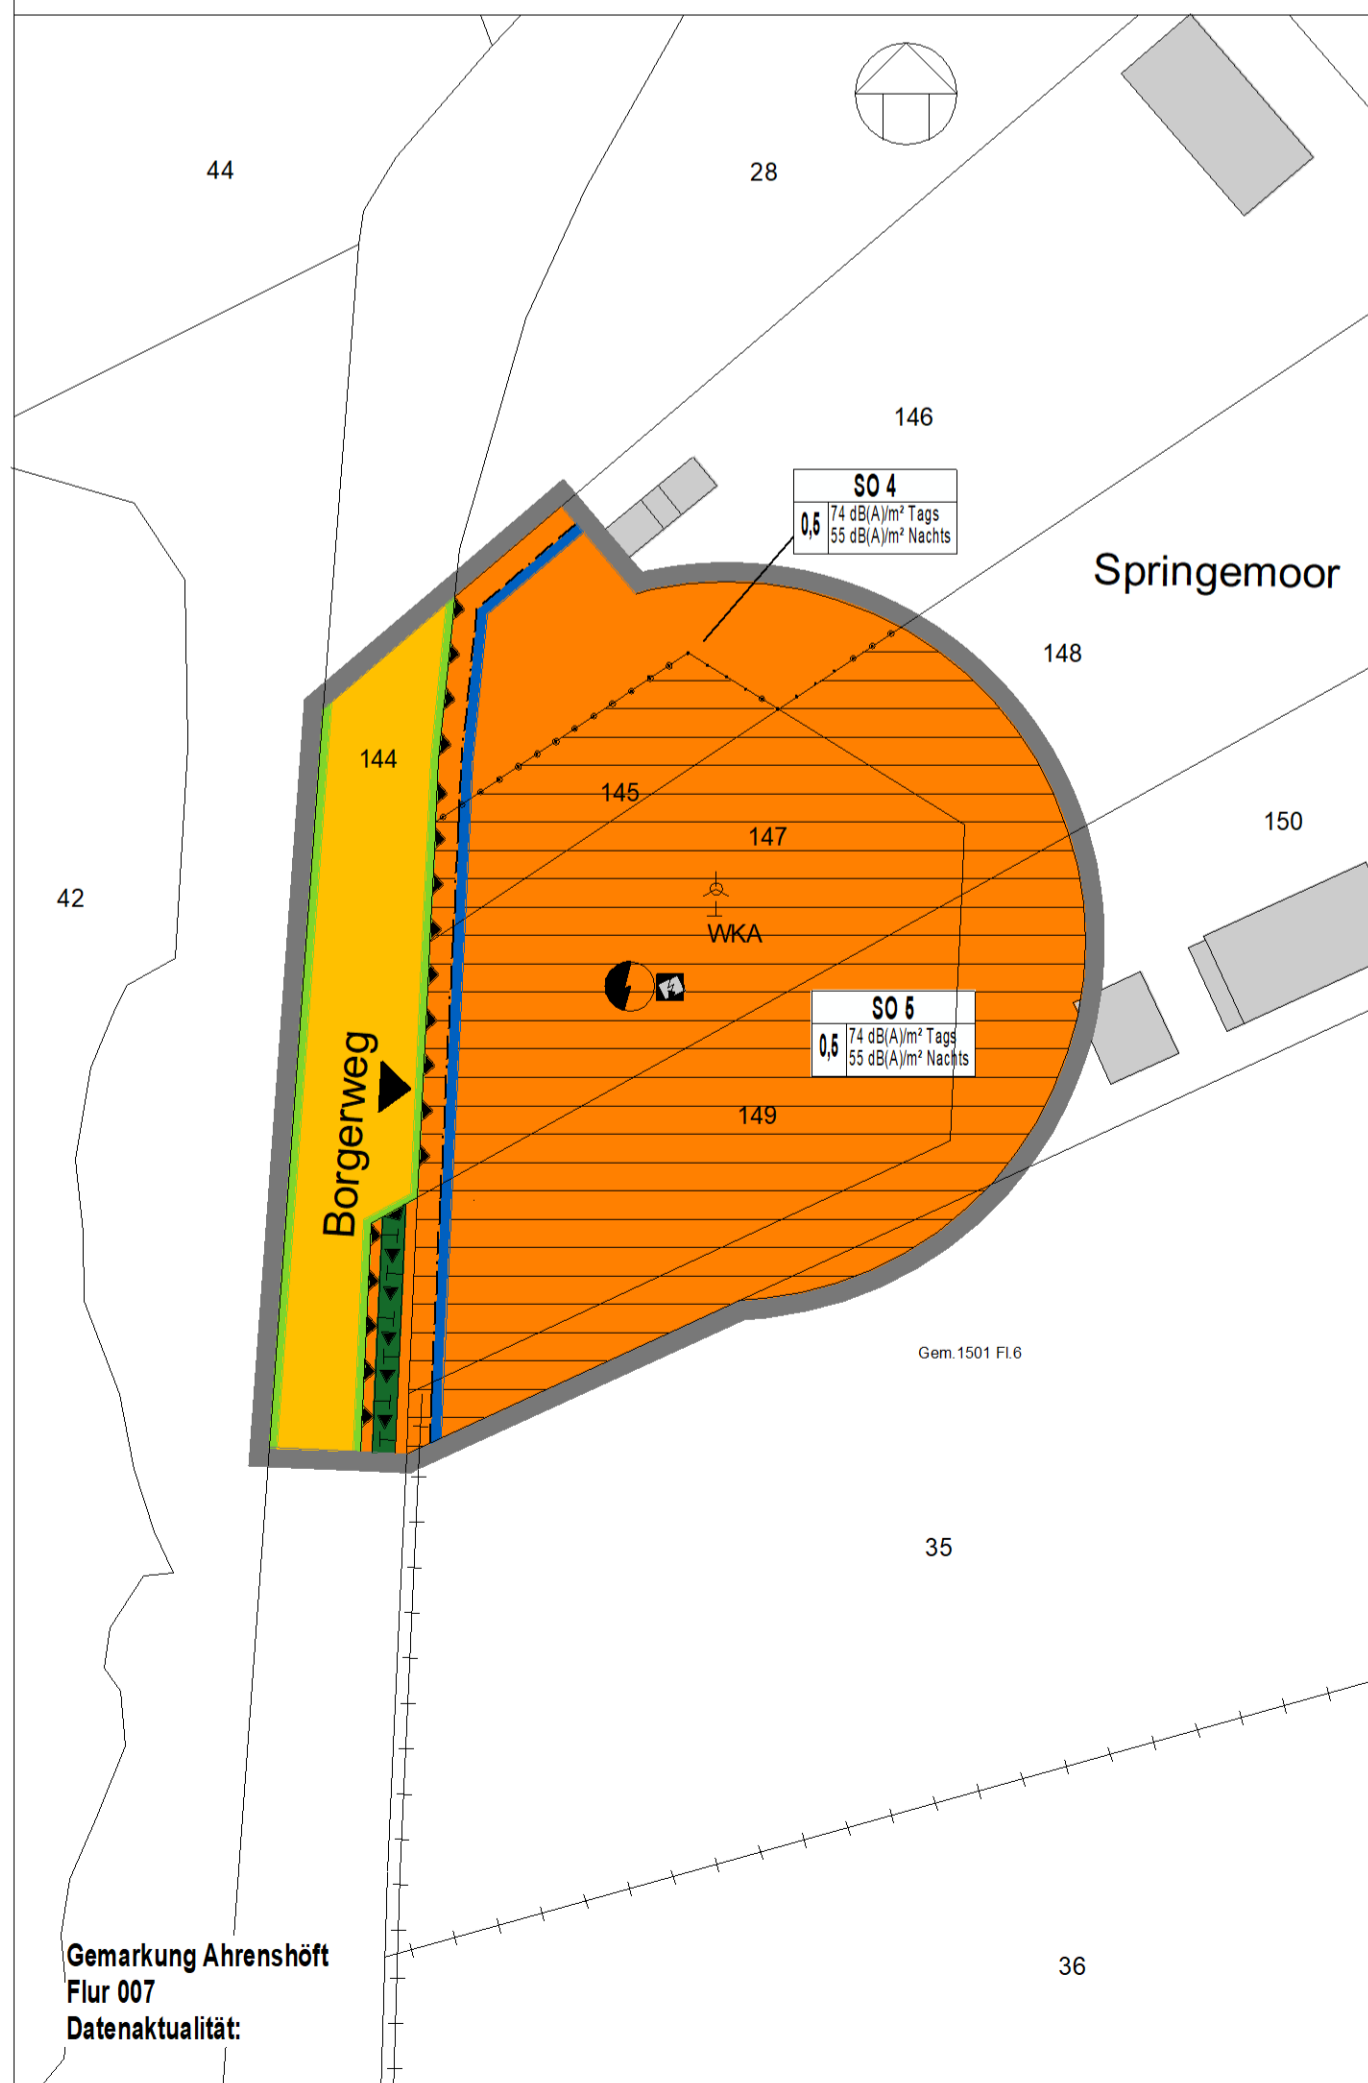 44
28
146
SO 4
0,5
74 dB(A)/m² Tags
55 dB(A)/m² Nachts
Springemoor
148
144
145
147
150
42
WKA
SO 5
0,5
74 dB(A)/m² Tags
55 dB(A)/m² Nachts
Borgerweg
149
Gem.1501 Fl.6
35
Gemarkung Ahrenshöft
Flur 007
Datenaktualität:
36